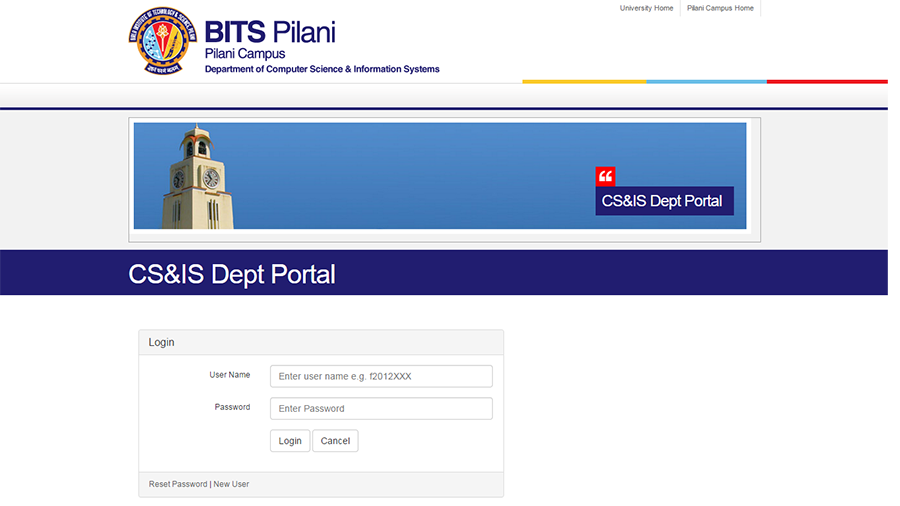 University Home
Pilani Campus Home
BITS Pilani
Pilani Campus
Department of Computer Science & Information Systems
“
CS&IS Dept Portal
CS&IS Dept Portal
Login
User Name
Enter user name e.g. f2012XXX
Password
Enter Password
Login
Cancel
Reset Password | New User